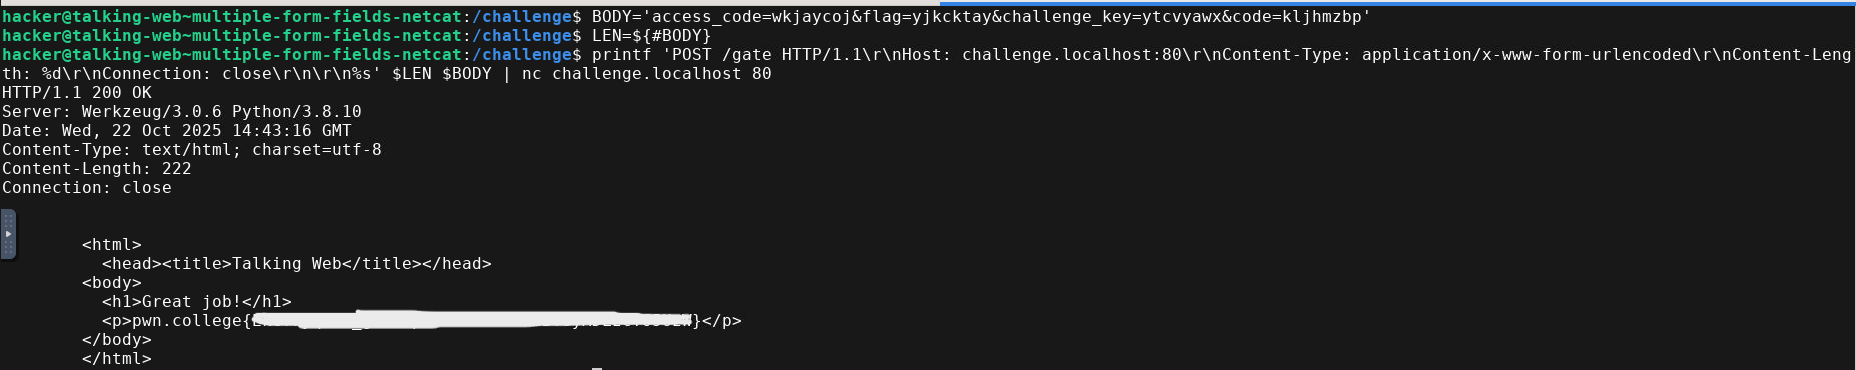 hacker@talking-web~multiple-form-fields-netcat:/challenge$ BODY='access_code=wkjaycoj&flag=yjkcktay&challenge_key=ytcvyawx&code=kljhmzbp'
hacker@talking-web~multiple-form-fields-netcat:/challenge$ LEN=${#BODY}
hacker@talking-web~multiple-form-fields-netcat:/challenge$ printf 'POST /gate HTTP/1.1\r\nHost: challenge.localhost:80\r\nContent-Type: application/x-www-form-urlencoded\r\nContent-Leng
th: %d\r\nConnection: close\r\n\r\n%s' $LEN $BODY | nc challenge.localhost 80
HTTP/1.1 200 OK
Server: Werkzeug/3.0.6 Python/3.8.10
Date: Wed, 22 Oct 2025 14:43:16 GMT
Content-Type: text/html; charset=utf-8
Content-Length: 222
Connection: close
<html>
<head><title>Talking Web</title></head>
<body>
<h1>Great job!</h1>
<p>pwn.college{}</p>
</body>
</html>